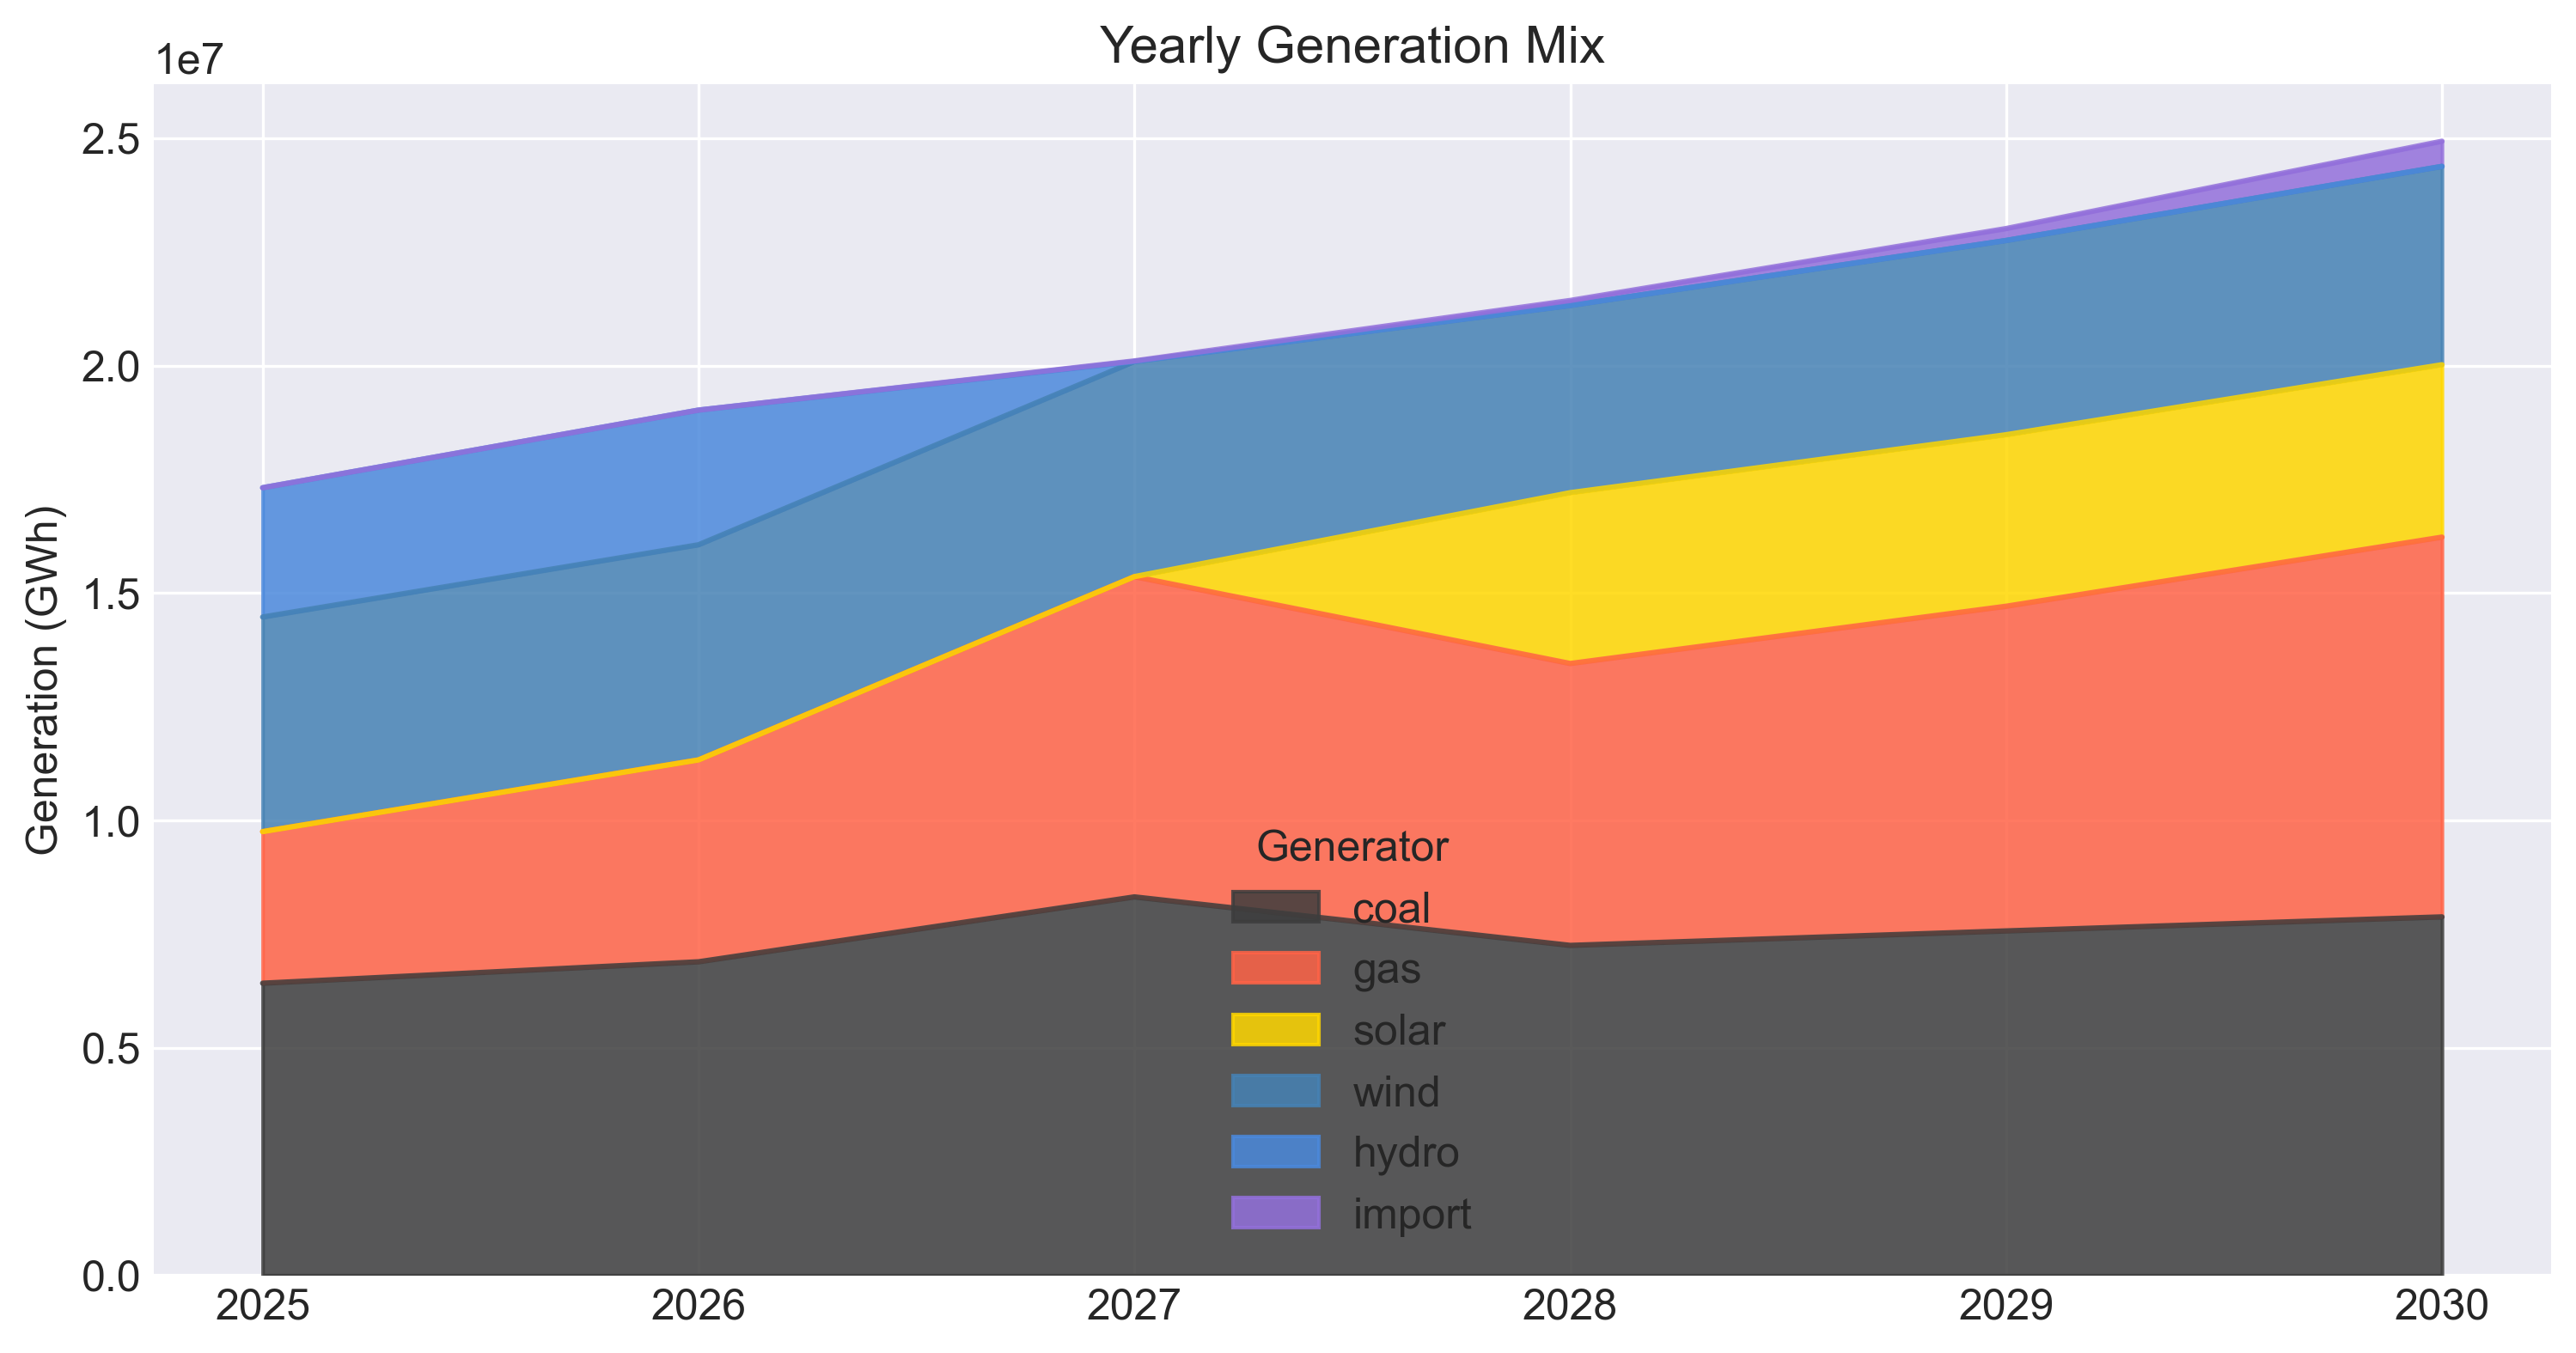 Yearly Generation Mix
1e7
2.5
2.0
1.5
1.0
0.5
0.0
Generation (GWh)
Generator
coal
gas
solar
wind
hydro
import
2025 2026 2027 2028 2029 2030